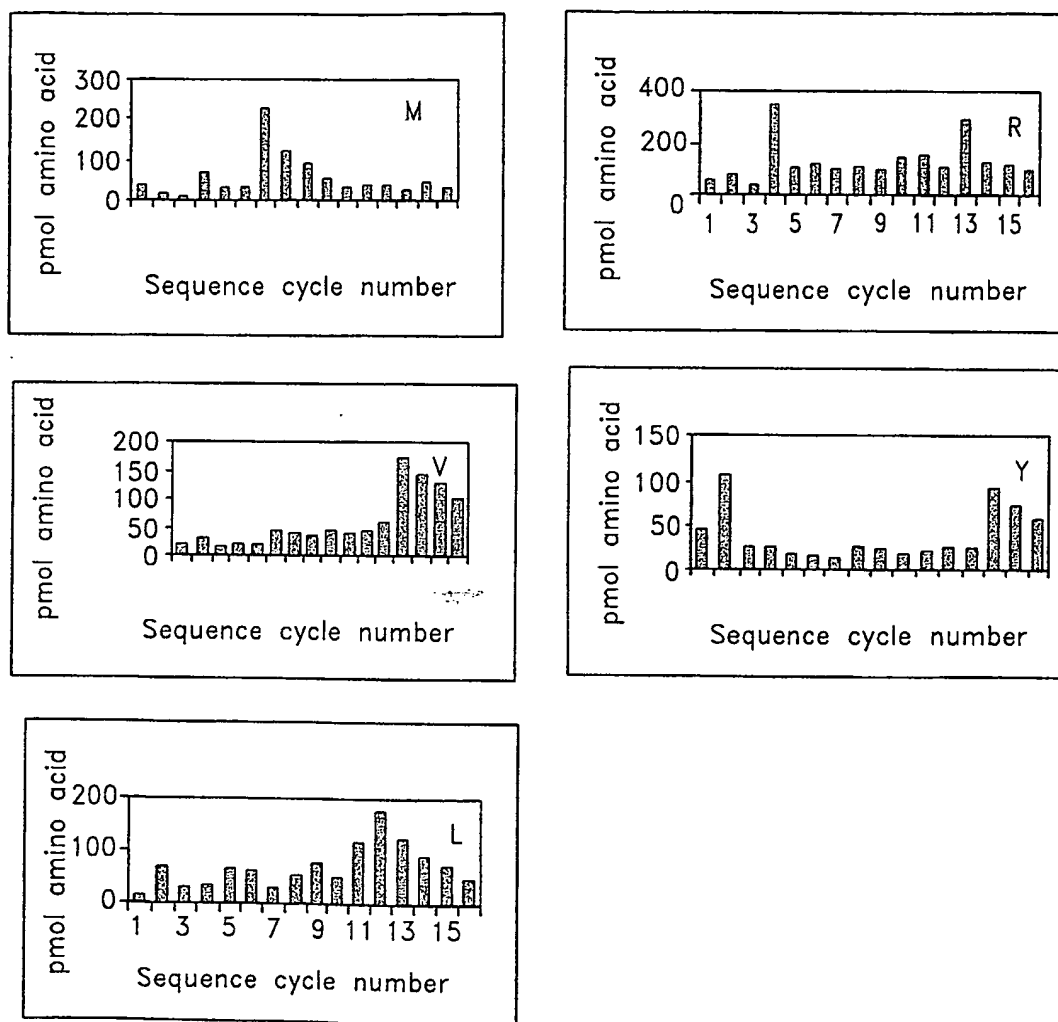 pmol amino acid
300
200
100
0
M
Sequence cycle number
pmol amino acid
400
200
0
R
1 3 5 7 9 11 13 15
Sequence cycle number
pmol amino acid
200
150
100
50
0
V
Sequence cycle number
pmol amino acid
150
100
50
0
Y
Sequence cycle number
pmol amino acid
200
100
0
L
1 3 5 7 9 11 13 15
Sequence cycle number